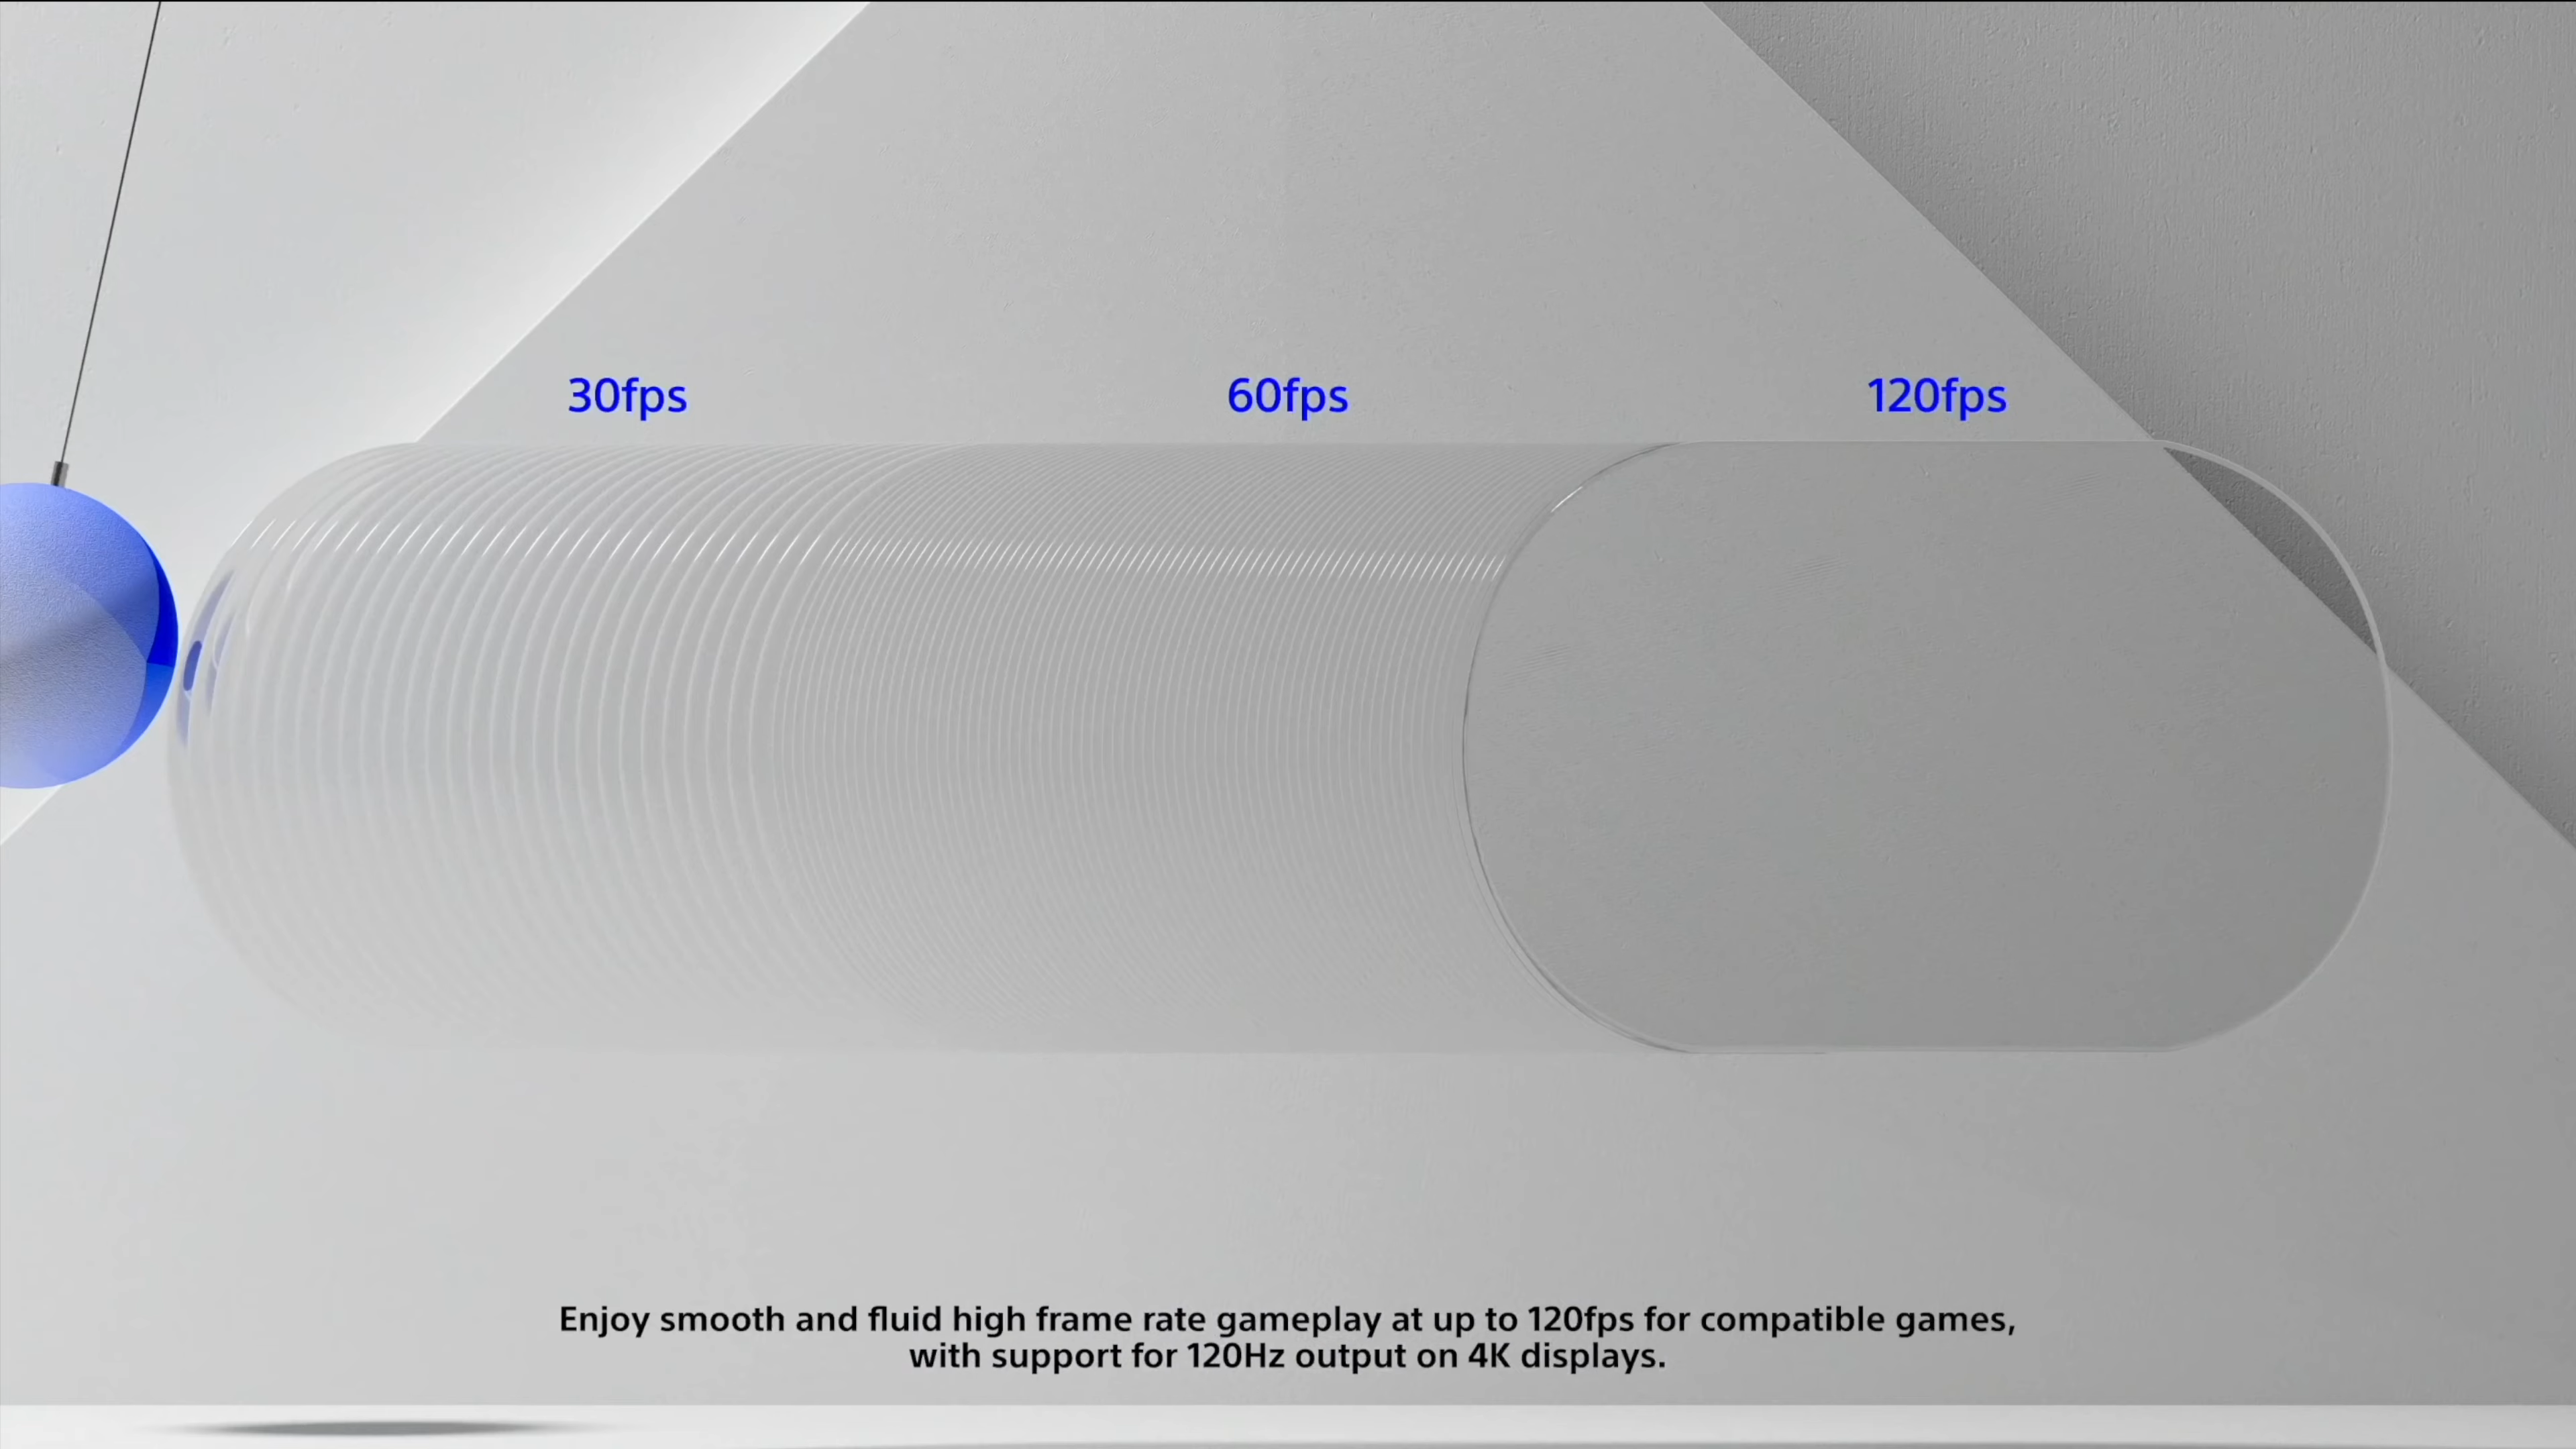 30fps 60fps 120fps
Enjoy smooth and fluid high frame rate gameplay at up to 120fps for compatible games,
with support for 120Hz output on 4K displays.